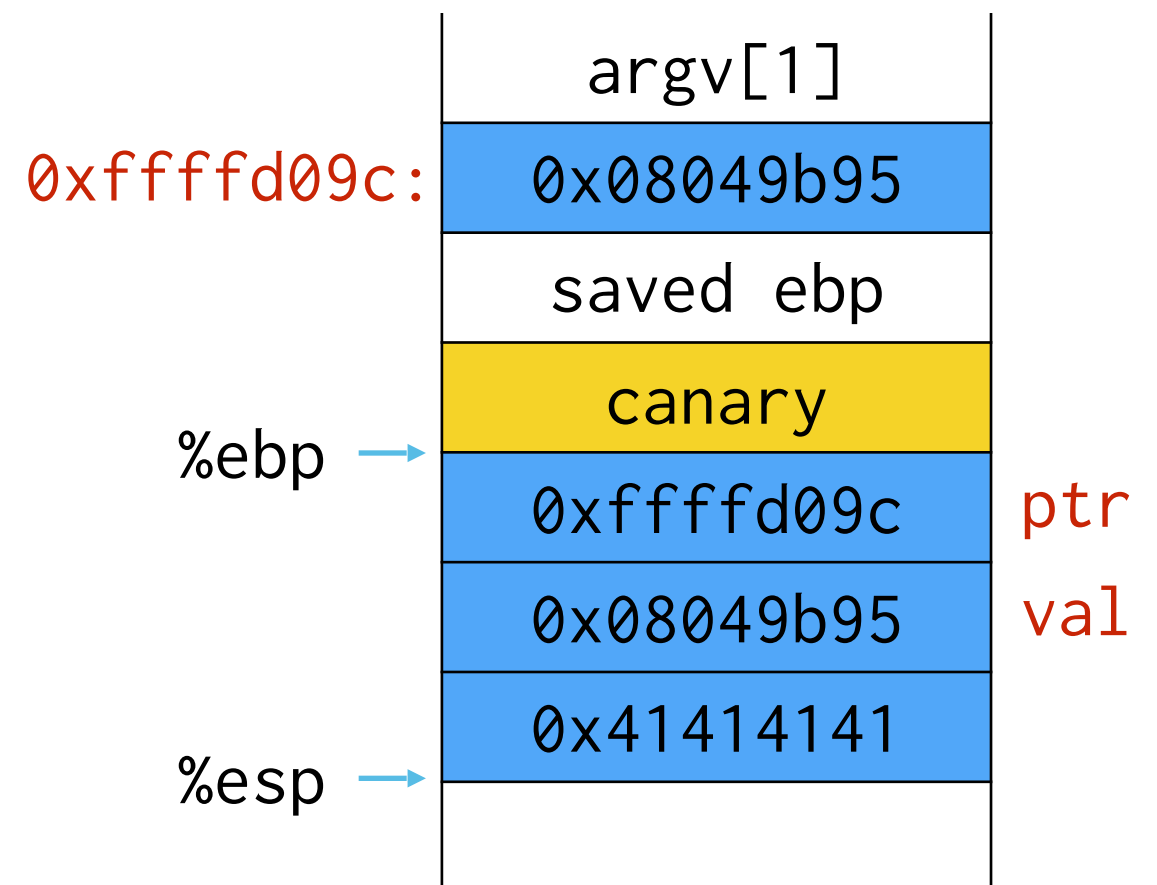 argv[1]
0xffffd09c: 0x08049b95
saved ebp
canary
%ebp
0xffffd09c ptr
0x08049b95 val
0x41414141
%esp